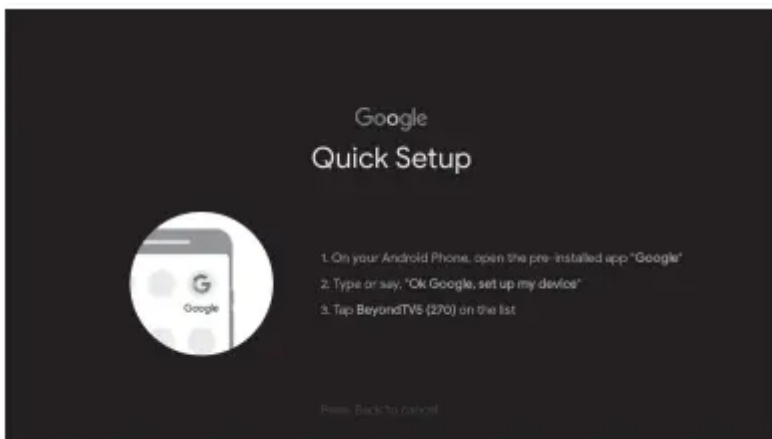 Google
Quick Setup
1. On your Android Phone, open the pre-installed app "Google"
2. Type or say, "Ok Google, set up my device"
3. Tap BeyondTV5 (270) on the list
G
Google
Press Back to cancel